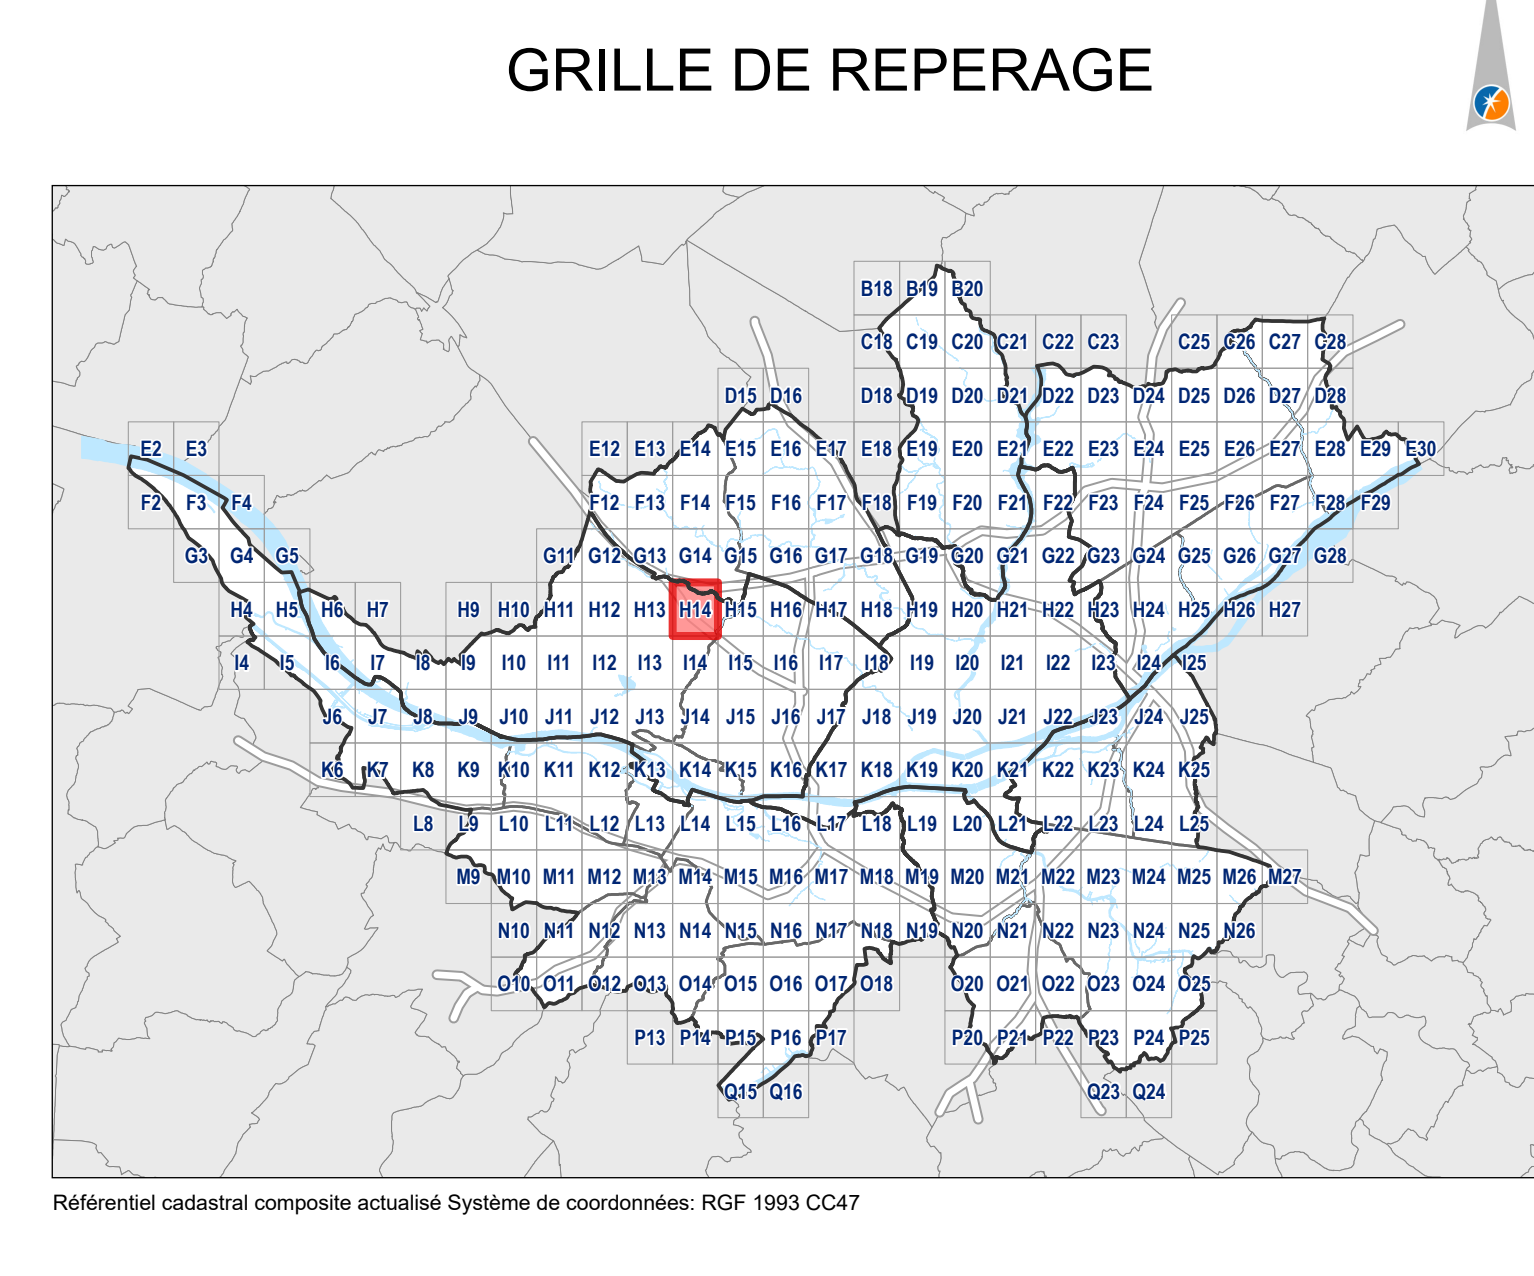 GRILLE DE REPERAGE
B18 B19 B20
C18 C19 C20 C21 C22 C23 C25 C26 C27 C28
D15 D16 D18 D19 D20 D21 D22 D23 D24 D25 D26 D27 D28
E2 E3 E12 E13 E14 E15 E16 E17 E18 E19 E20 E21 E22 E23 E24 E25 E26 E27 E28 E29 E30
F2 F3 F4 F12 F13 F14 F15 F16 F17 F18 F19 F20 F21 F22 F23 F24 F25 F26 F27 F28 F29
G3 G4 G5 G11 G12 G13 G14 G15 G16 G17 G18 G19 G20 G21 G22 G23 G24 G25 G26 G27 G28
H4 H5 H6 H7 H9 H10 H11 H12 H13 H14 H15 H16 H17 H18 H19 H20 H21 H22 H23 H24 H25 H26 H27
I4 I5 I6 I7 I8 I9 I10 I11 I12 I13 I14 I15 I16 I17 I18 I19 I20 I21 I22 I23 I24 I25
J6 J7 J8 J9 J10 J11 J12 J13 J14 J15 J16 J17 J18 J19 J20 J21 J22 J23 J24 J25
K6 K7 K8 K9 K10 K11 K12 K13 K14 K15 K16 K17 K18 K19 K20 K21 K22 K23 K24 K25
L8 L9 L10 L11 L12 L13 L14 L15 L16 L17 L18 L19 L20 L21 L22 L23 L24 L25
M9 M10 M11 M12 M13 M14 M15 M16 M17 M18 M19 M20 M21 M22 M23 M24 M25 M26 M27
N10 N11 N12 N13 N14 N15 N16 N17 N18 N19 N20 N21 N22 N23 N24 N25 N26
O10 O11 O12 O13 O14 O15 O16 O17 O18 O20 O21 O22 O23 O24 O25
P13 P14 P15 P16 P17 P20 P21 P22 P23 P24 P25
Q15 Q16 Q23 Q24
Référentiel cadastral composite actualisé Système de coordonnées: RGF 1993 CC47